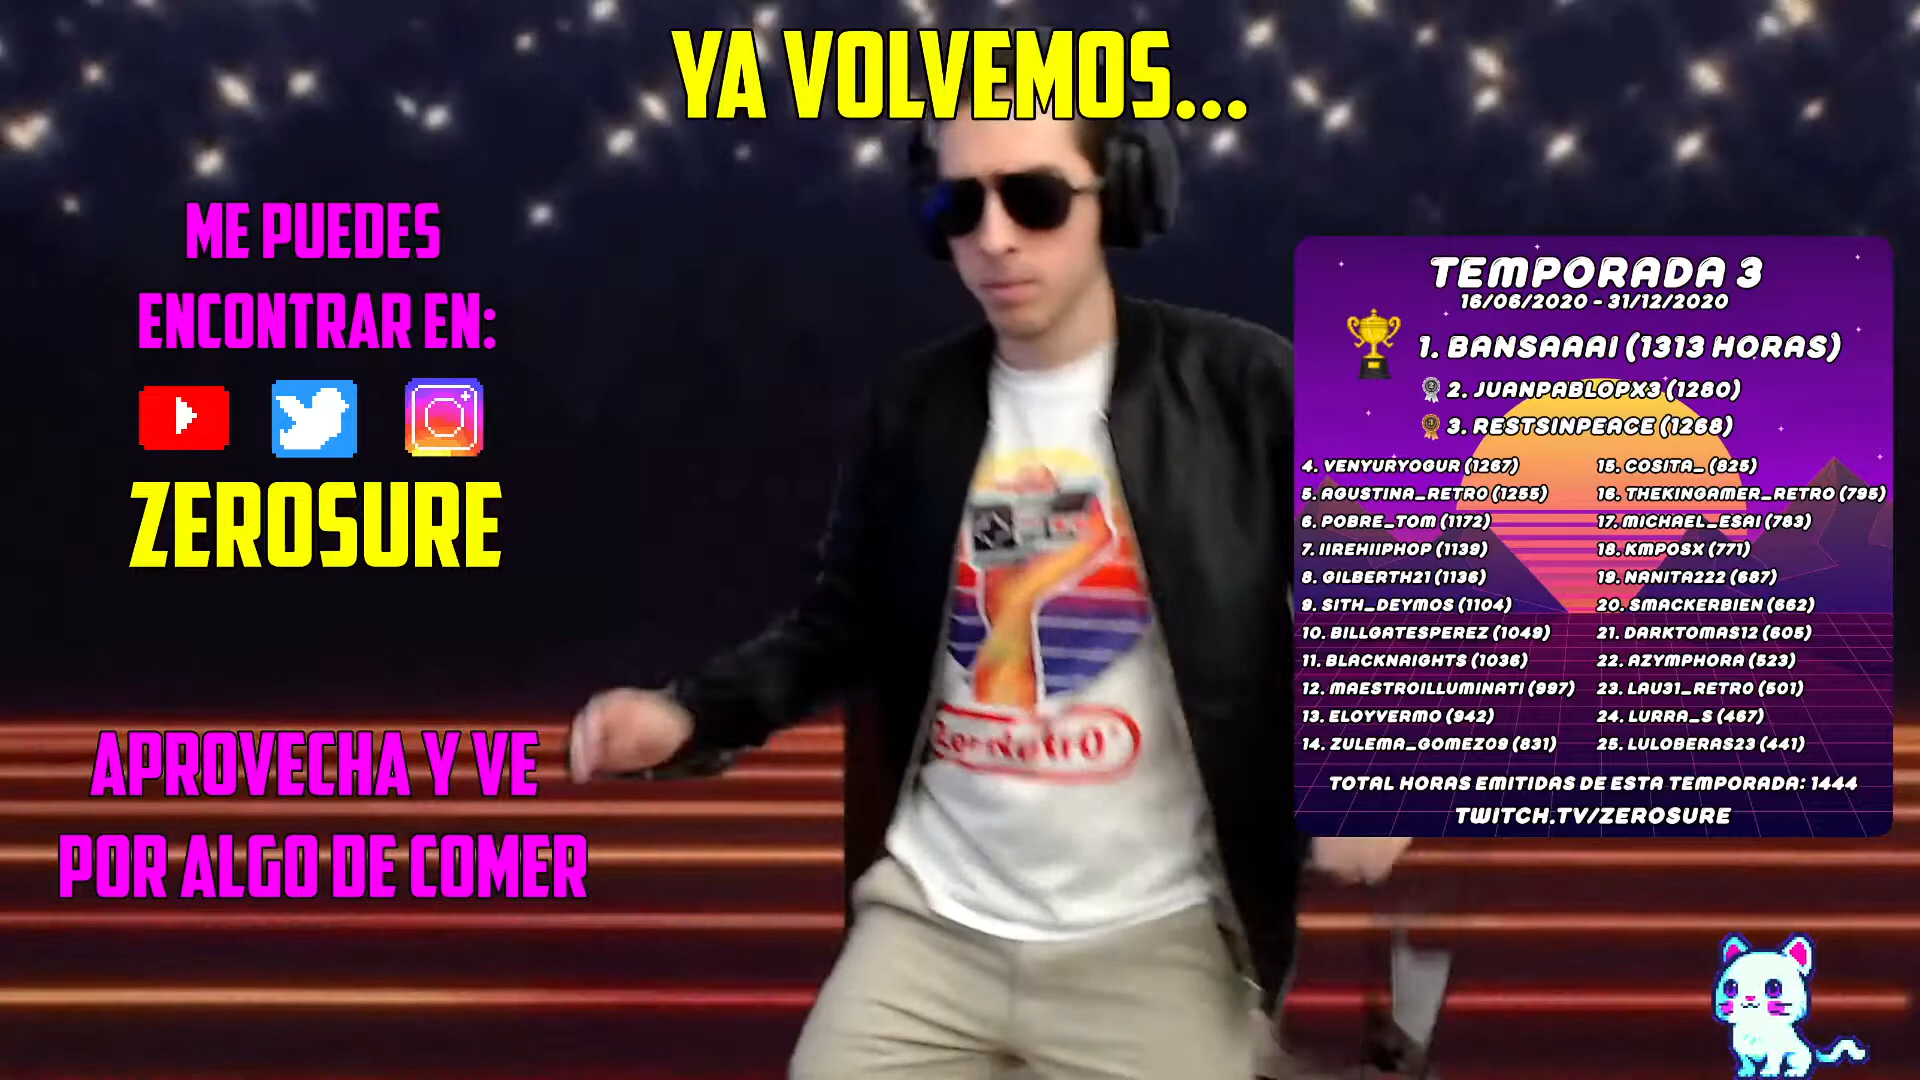 YA VOLVEMOS...
ME PUEDES
ENCONTRAR EN:
ZEROSURE
APROVECHA Y VE
POR ALGO DE COMER
TEMPORADA 3
16/06/2020 - 31/12/2020
1. BANSAAAI (1313 HORAS)
2. JUANPABLOPX3 (1280)
3. RESTSINPEACE (1268)
4. VENYURYOGUR (1267)
5. AGUSTINA_RETRO (1255)
6. POBRE_TOM (1172)
7. IIREHIIPHOP (1139)
8. GILBERTH21 (1136)
9. SITH_DEYMOS (1104)
10. BILLGATESPEREZ (1049)
11. BLACKNAIGHTS (1036)
12. MAESTROILLUMINATI (997)
13. ELOYVERMO (942)
14. ZULEMA_GOMEZ09 (831)
15. COSITA_ (825)
16. THEKINGAMER_RETRO (795)
17. MICHAEL_ESAI (783)
18. KMPOSX (771)
19. NANITA222 (687)
20. SMACKERBIEN (662)
21. DARKTOMAS12 (605)
22. AZYMPHORA (523)
23. LAU31_RETRO (501)
24. LURRA_S (467)
25. LULOBERAS23 (441)
TOTAL HORAS EMITIDAS DE ESTA TEMPORADA: 1444
TWITCH.TV/ZEROSURE